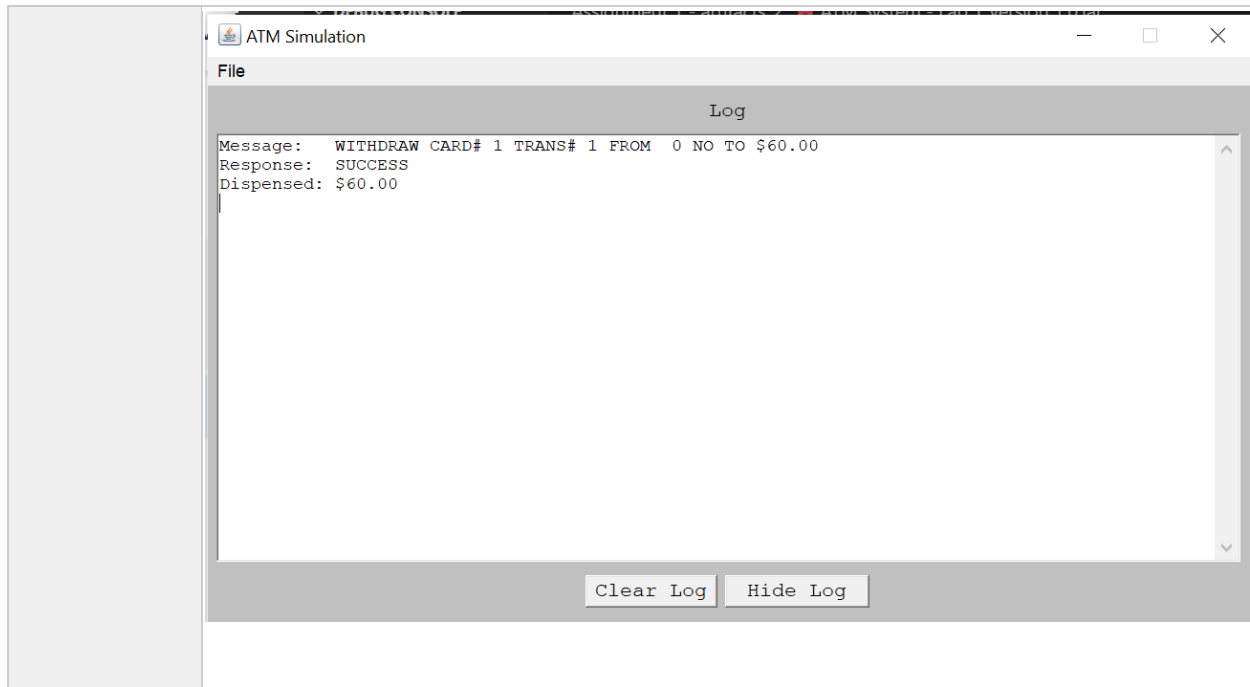 ATM Simulation
File
Log
Message:   WITHDRAW CARD# 1 TRANS# 1 FROM  0 NO TO $60.00
Response:  SUCCESS
Dispensed: $60.00
Clear Log
Hide Log